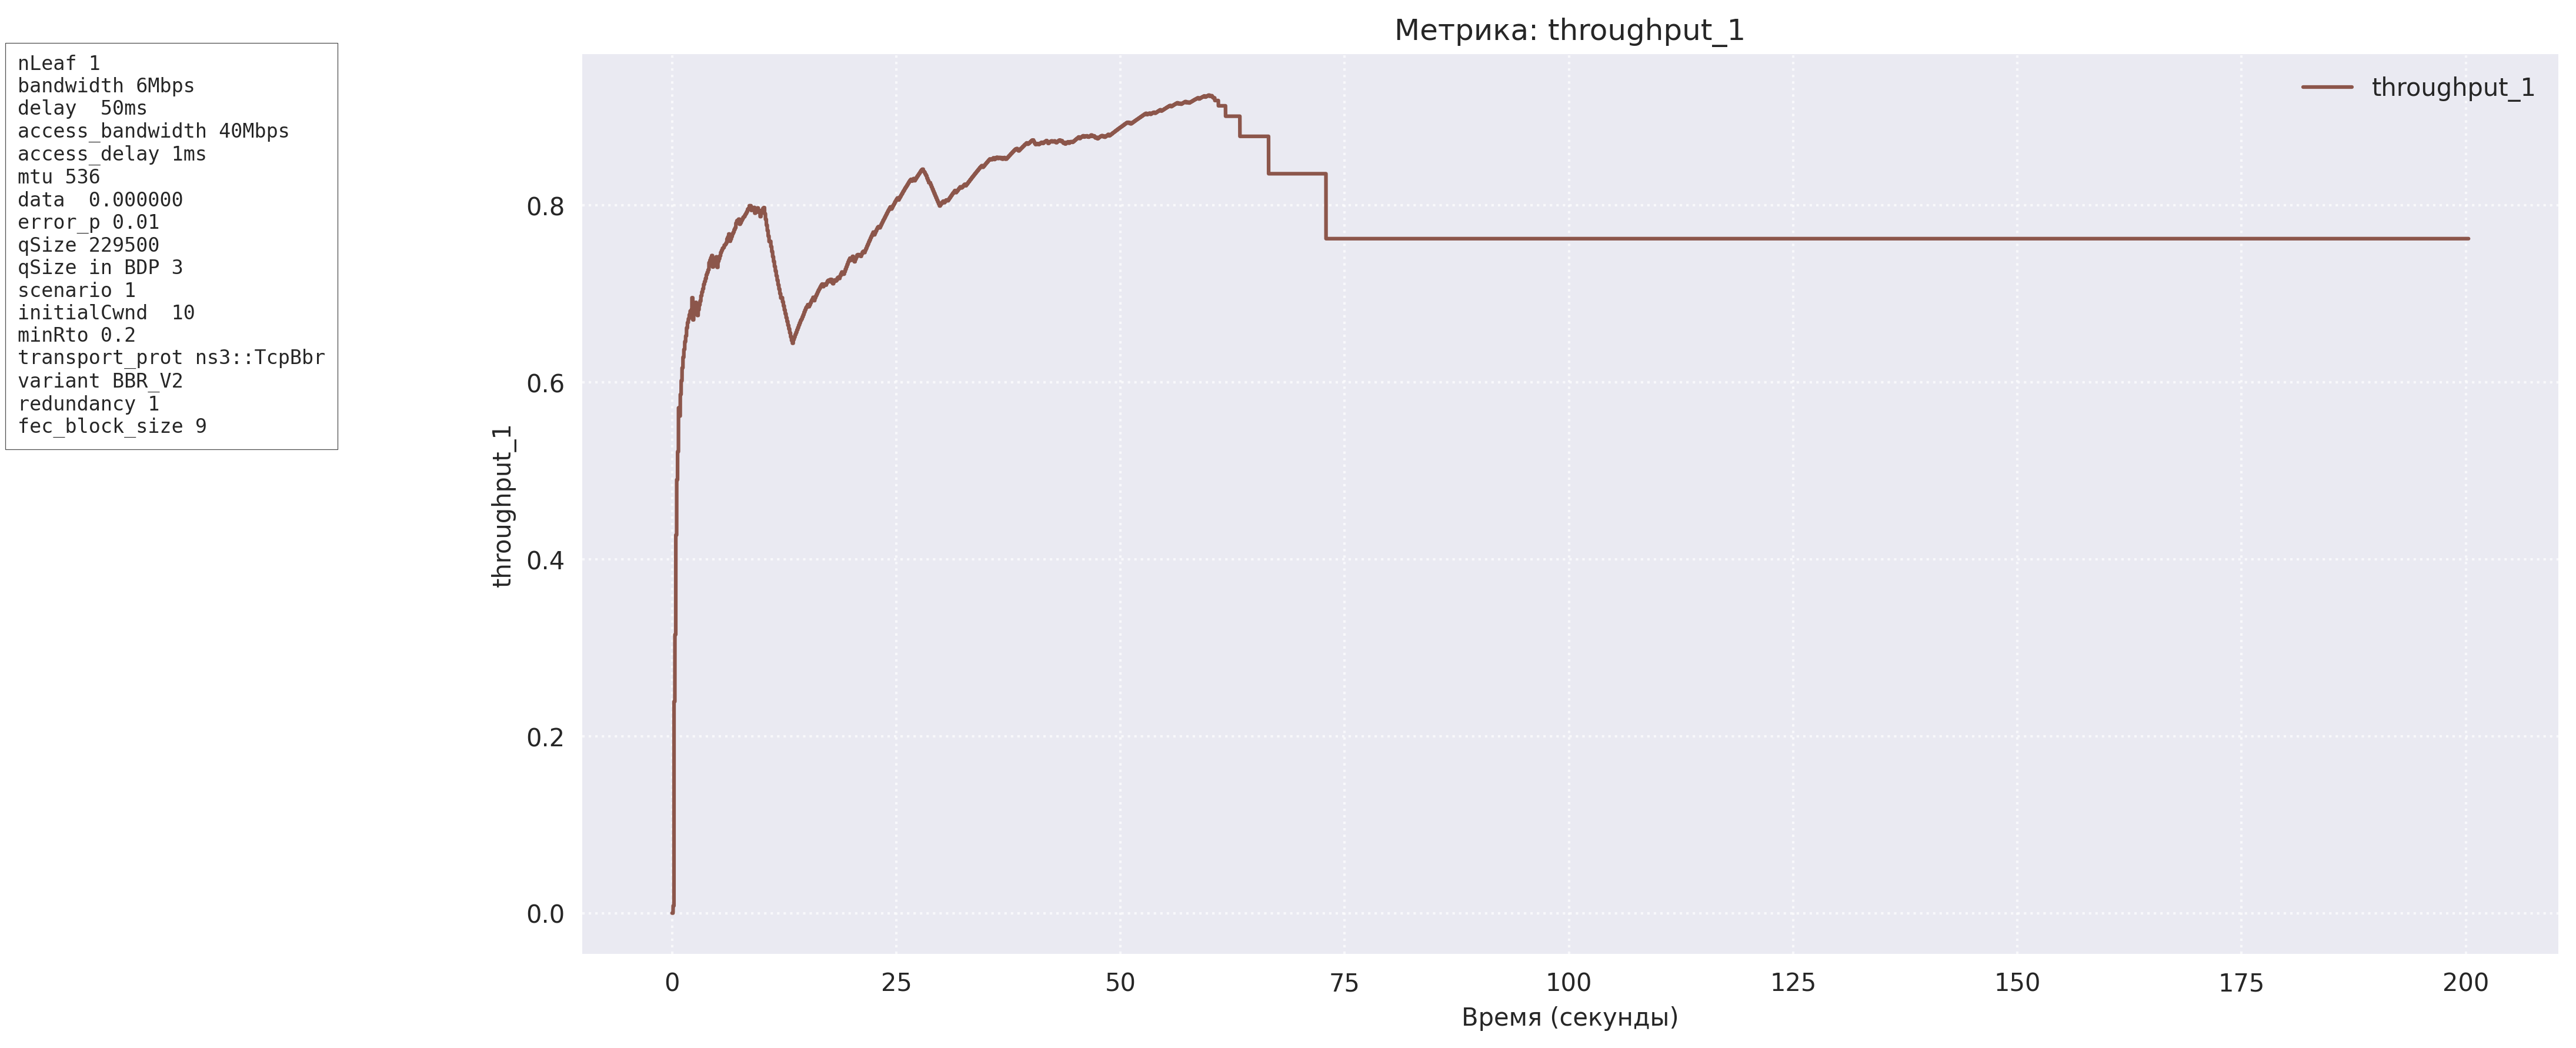 Метрика: throughput_1
nLeaf 1
bandwidth 6Mbps
delay  50ms
access_bandwidth 40Mbps
access_delay 1ms
mtu 536
data  0.000000
error_p 0.01
qSize 229500
qSize in BDP 3
scenario 1
initialCwnd  10
minRto 0.2
transport_prot ns3::TcpBbr
variant BBR_V2
redundancy 1
fec_block_size 9
throughput_1
throughput_1
0.8
0.6
0.4
0.2
0.0
0 25 50 75 100 125 150 175 200
Время (секунды)